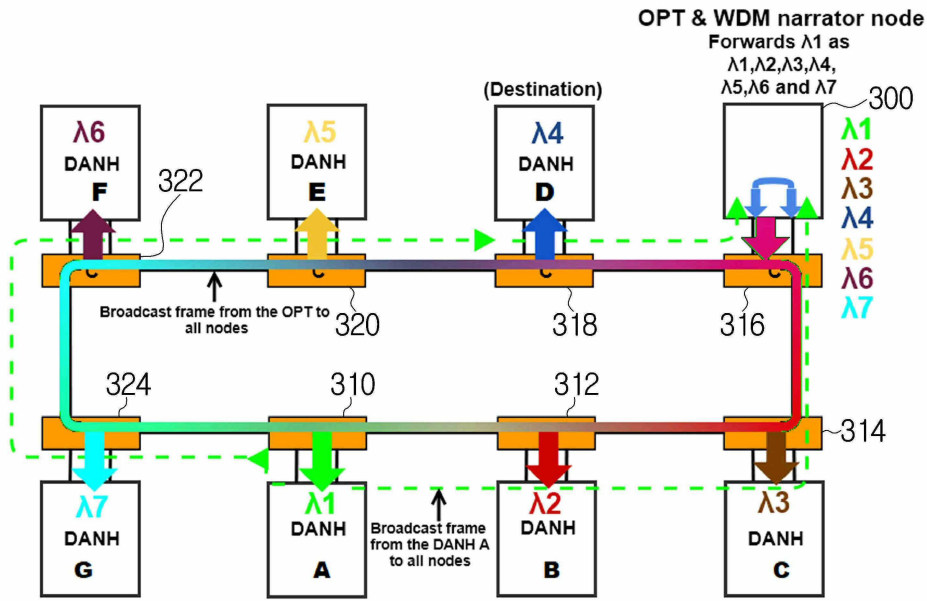 OPT & WDM narrator node
Forwards λ1 as
λ1,λ2,λ3,λ4,
λ5,λ6 and λ7
300
λ1
λ2
λ3
λ4
λ5
λ6
λ7
(Destination)
λ6
DANH
F
322
λ5
DANH
E
λ4
DANH
D
C
C
C
C
Broadcast frame from the OPT to
all nodes
320
318
316
324
310
312
314
λ7
DANH
G
λ1
DANH
A
Broadcast frame
from the DANH A
to all nodes
λ2
DANH
B
λ3
DANH
C